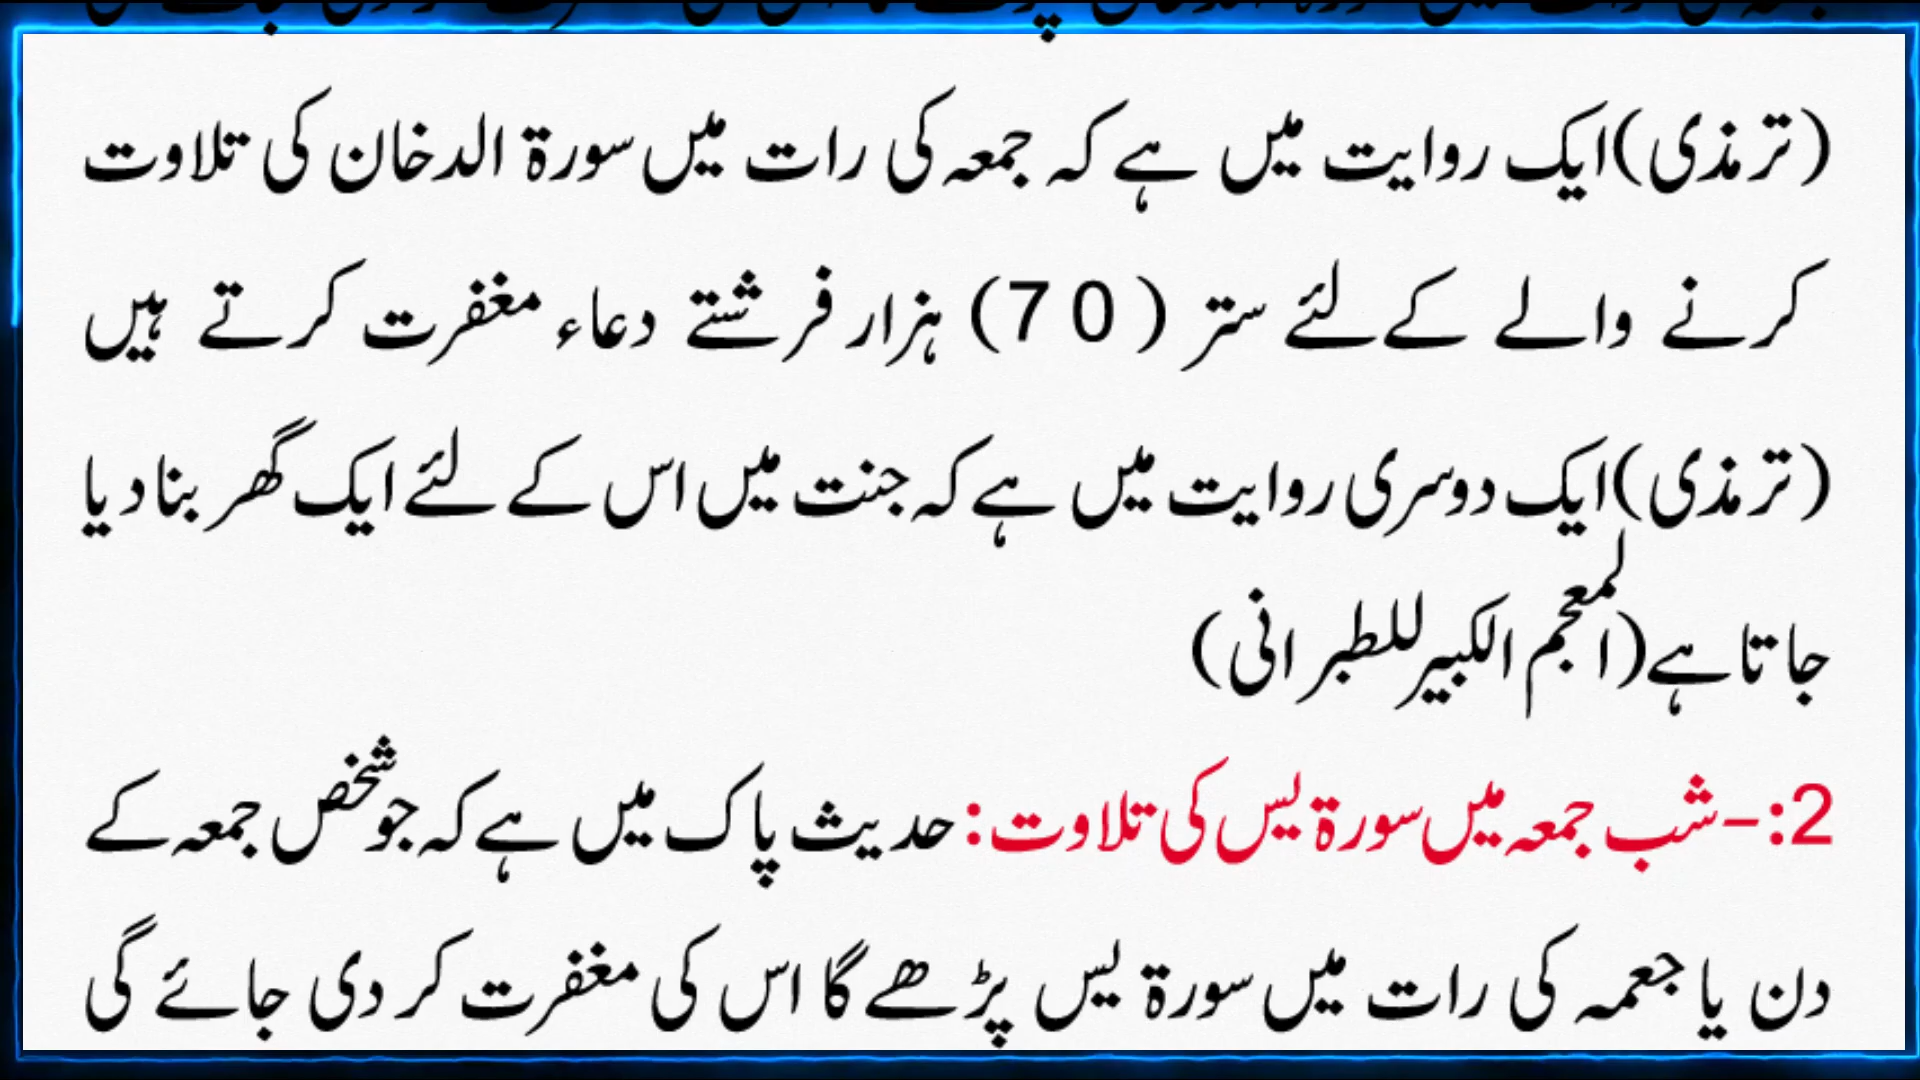 (ترمذی)ایک روایت میں ہے کہ جمعہ کی رات میں سورۃ الدخان کی تلاوت
کرنے والے کےلئے ستر (70) ہزار فرشتے دعاء مغفرت کرتے ہیں
(ترمذی)ایک دوسری روایت میں ہے کہ جنت میں اس کے لئے ایک گھر بنا دیا
جاتا ہے(المعجم الکبیر للطبرانی)
2:-شب جمعہ میں سورۃ یس کی تلاوت: حدیث پاک میں ہے کہ جو شخص جمعہ کے
دن یا جعمہ کی رات میں سورۃ یس پڑھے گا اس کی مغفرت کر دی جائے گی